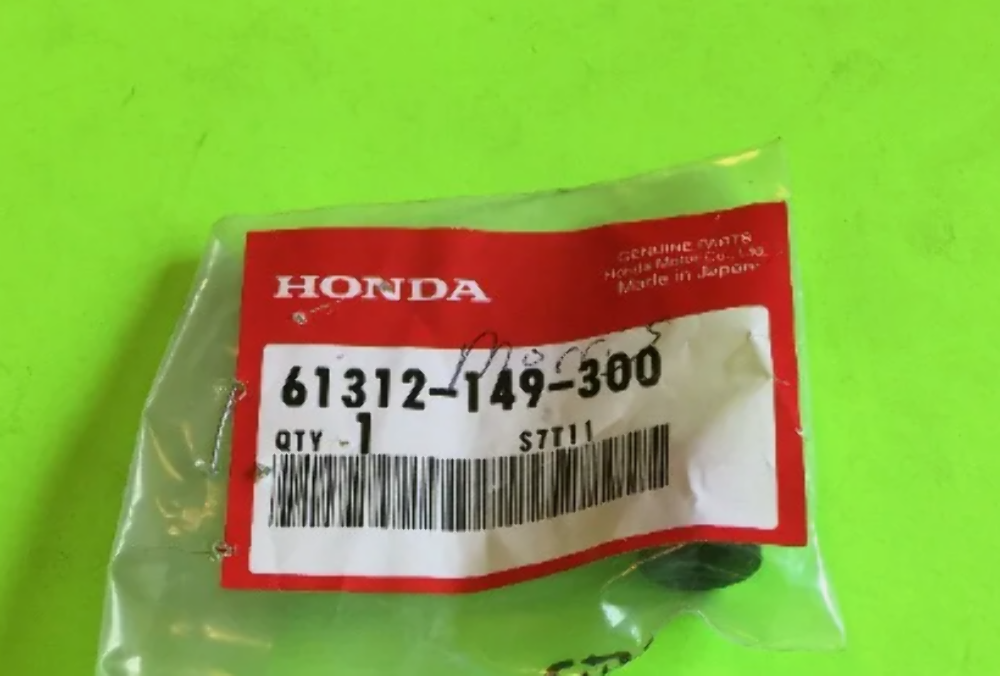 HONDA
GENUINE PARTS
Honda Motor Co., Ltd.
Made in Japan
61312-149-300
QTY 1 S7T11